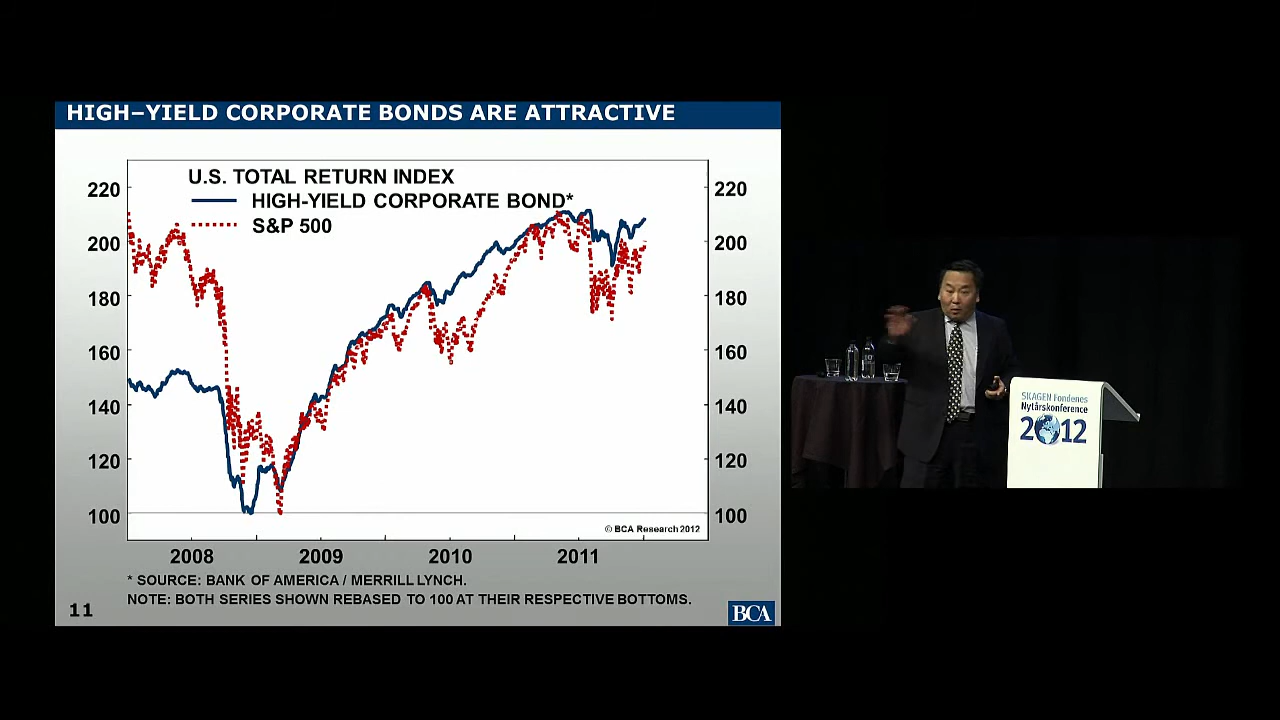 HIGH–YIELD CORPORATE BONDS ARE ATTRACTIVE
U.S. TOTAL RETURN INDEX
HIGH-YIELD CORPORATE BOND*
S&P 500
220
200
180
160
140
120
100
220
200
180
160
140
120
100
© BCA Research 2012
2008 2009 2010 2011
* SOURCE: BANK OF AMERICA / MERRILL LYNCH.
NOTE: BOTH SERIES SHOWN REBASED TO 100 AT THEIR RESPECTIVE BOTTOMS.
11
BCA
SKAGEN Fondenes
Nytårskonference
2012